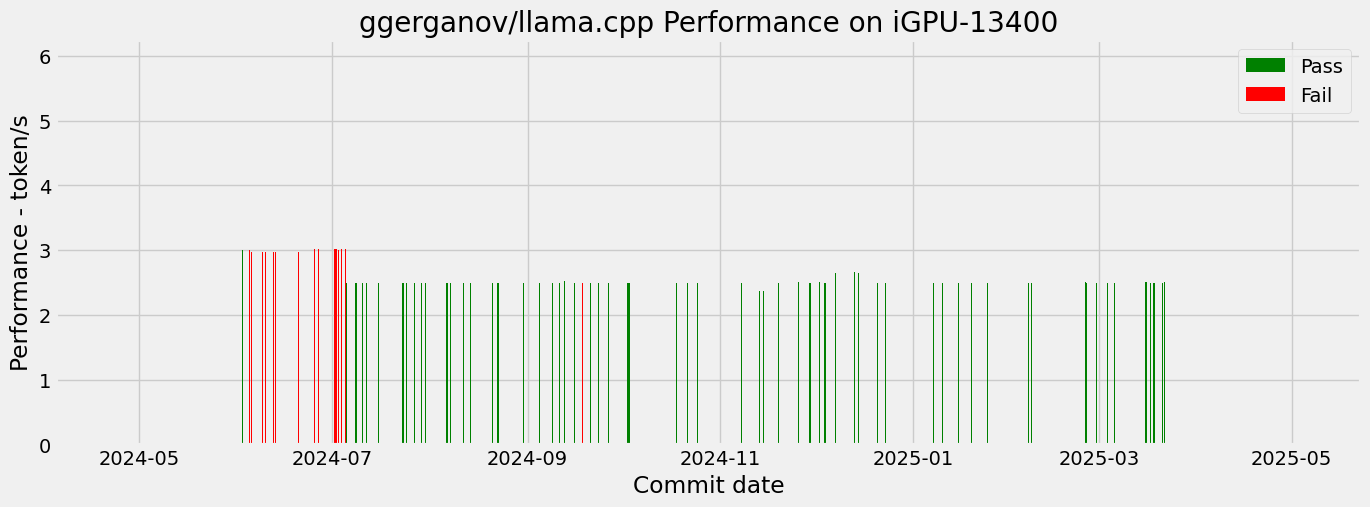 ggerganov/llama.cpp Performance on iGPU-13400
Pass
Fail
Performance - token/s
6
5
4
3
2
1
0
2024-05
2024-07
2024-09
2024-11
2025-01
2025-03
2025-05
Commit date